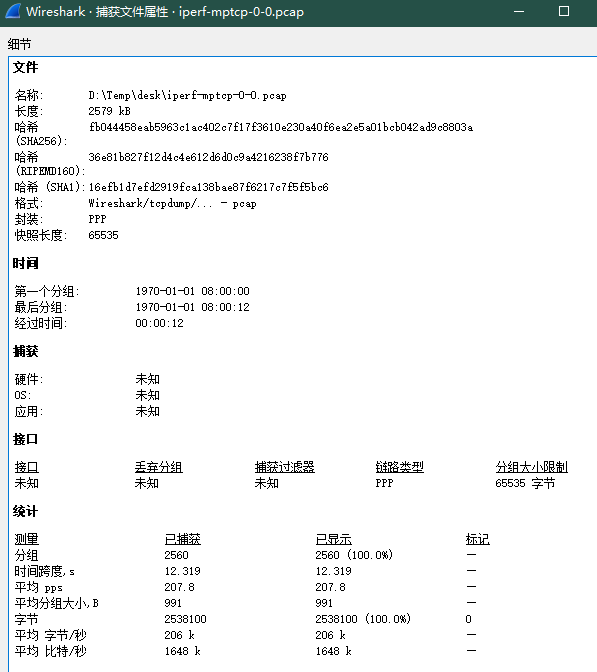 Wireshark · 捕获文件属性 · iperf-mptcp-0-0.pcap
细节
文件
名称: D:\Temp\desk\iperf-mptcp-0-0.pcap
长度: 2579 kB
哈希 fb044458eab5963c1ac402c7f17f3610e230a40f6ea2e5a01bcb042ad9c8803a
(SHA256):
哈希 36e81b827f12d4c4e612d6d0c9a4216238f7b776
(RIPEMD160):
哈希 (SHA1): 16efb1d7efd2919fca138bae87f6217c7f5f5bc6
格式: Wireshark/tcpdump/... - pcap
封装: PPP
快照长度: 65535
时间
第一个分组: 1970-01-01 08:00:00
最后分组: 1970-01-01 08:00:12
经过时间: 00:00:12
捕获
硬件: 未知
OS: 未知
应用: 未知
接口
接口 丢弃分组 捕获过滤器 链路类型 分组大小限制
未知 未知 未知 PPP 65535 字节
统计
测量 已捕获 已显示 标记
分组 2560 2560 (100.0%) —
时间跨度,s 12.319 12.319 —
平均 pps 207.8 207.8 —
平均分组大小,B 991 991 —
字节 2538100 2538100 (100.0%) 0
平均 字节/秒 206 k 206 k —
平均 比特/秒 1648 k 1648 k —